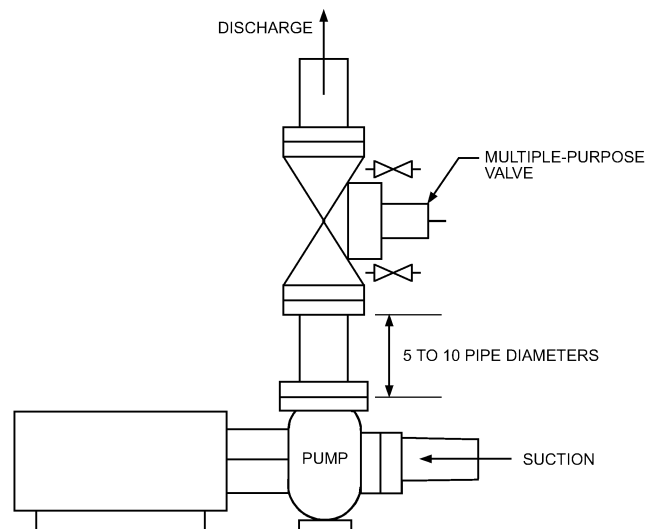 DISCHARGE
MULTIPLE-PURPOSE
VALVE
5 TO 10 PIPE DIAMETERS
PUMP
SUCTION